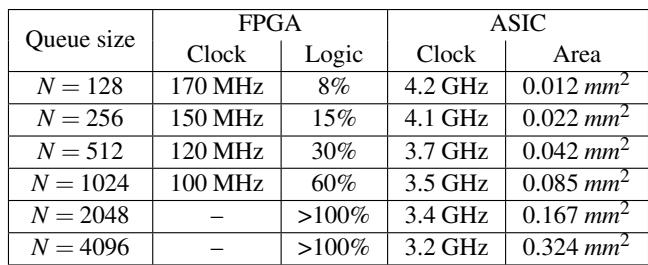 Queue size FPGA ASIC
Clock Logic Clock Area
N = 128 170 MHz 8% 4.2 GHz 0.012 mm²
N = 256 150 MHz 15% 4.1 GHz 0.022 mm²
N = 512 120 MHz 30% 3.7 GHz 0.042 mm²
N = 1024 100 MHz 60% 3.5 GHz 0.085 mm²
N = 2048 – >100% 3.4 GHz 0.167 mm²
N = 4096 – >100% 3.2 GHz 0.324 mm²